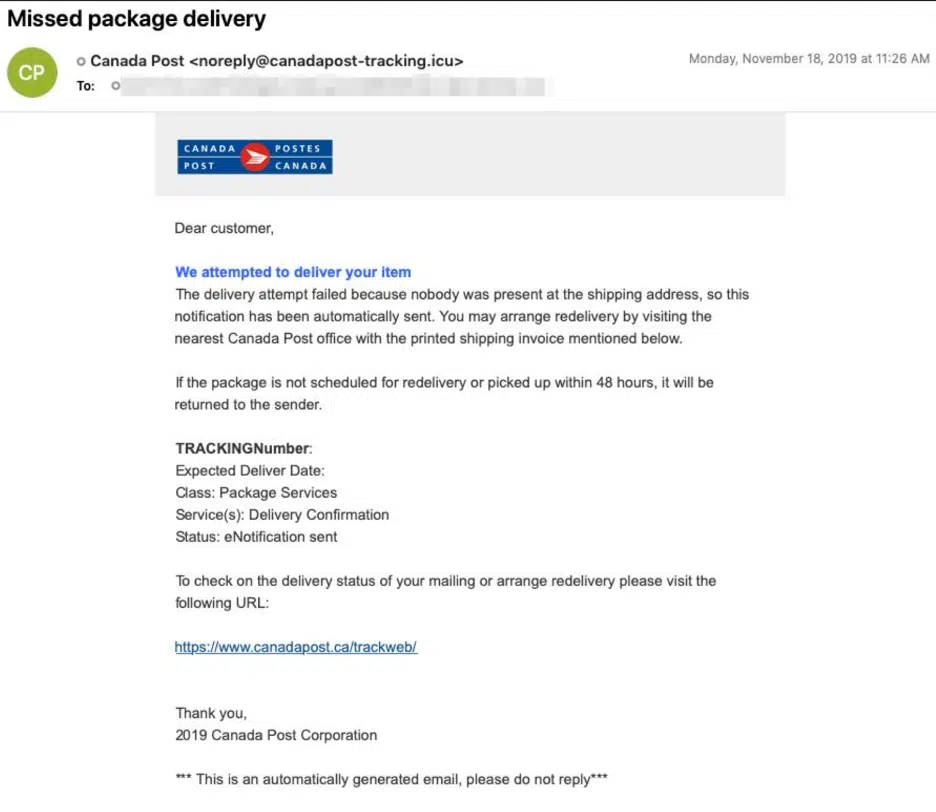 Missed package delivery
CP
Canada Post <noreply@canadapost-tracking.icu>
Monday, November 18, 2019 at 11:26 AM
To:
CANADA POSTES
POST CANADA
Dear customer,
We attempted to deliver your item
The delivery attempt failed because nobody was present at the shipping address, so this
notification has been automatically sent. You may arrange redelivery by visiting the
nearest Canada Post office with the printed shipping invoice mentioned below.
If the package is not scheduled for redelivery or picked up within 48 hours, it will be
returned to the sender.
TRACKINGNumber:
Expected Deliver Date:
Class: Package Services
Service(s): Delivery Confirmation
Status: eNotification sent
To check on the delivery status of your mailing or arrange redelivery please visit the
following URL:
https://www.canadapost.ca/trackweb/
Thank you,
2019 Canada Post Corporation
*** This is an automatically generated email, please do not reply***